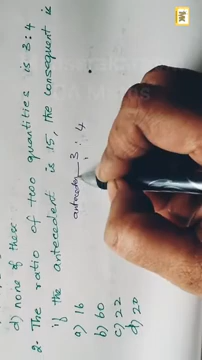 d) none of these
2. The ratio of two quantities is 3:4
if the antecedent is 15, the consequent is
antecedent 3 : 4
a) 16
b) 60
c) 22
d) 20